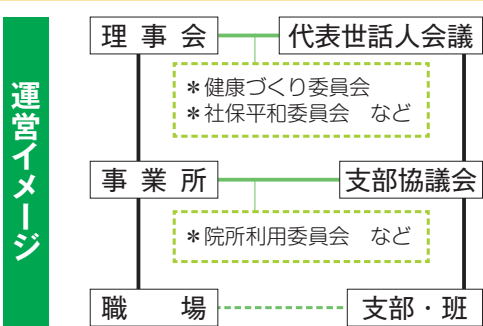 運営イメージ
理事会
代表世話人会議
＊健康づくり委員会
＊社保平和委員会　など
事業所
支部協議会
＊院所利用委員会　など
職場
支部・班